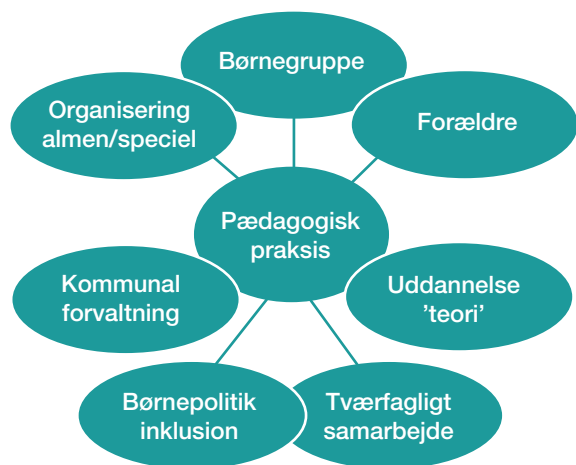 Børnegruppe
Organisering
almen/speciel
Forældre
Pædagogisk
praksis
Kommunal
forvaltning
Uddannelse
’teori’
Børnepolitik
inklusion
Tværfagligt
samarbejde